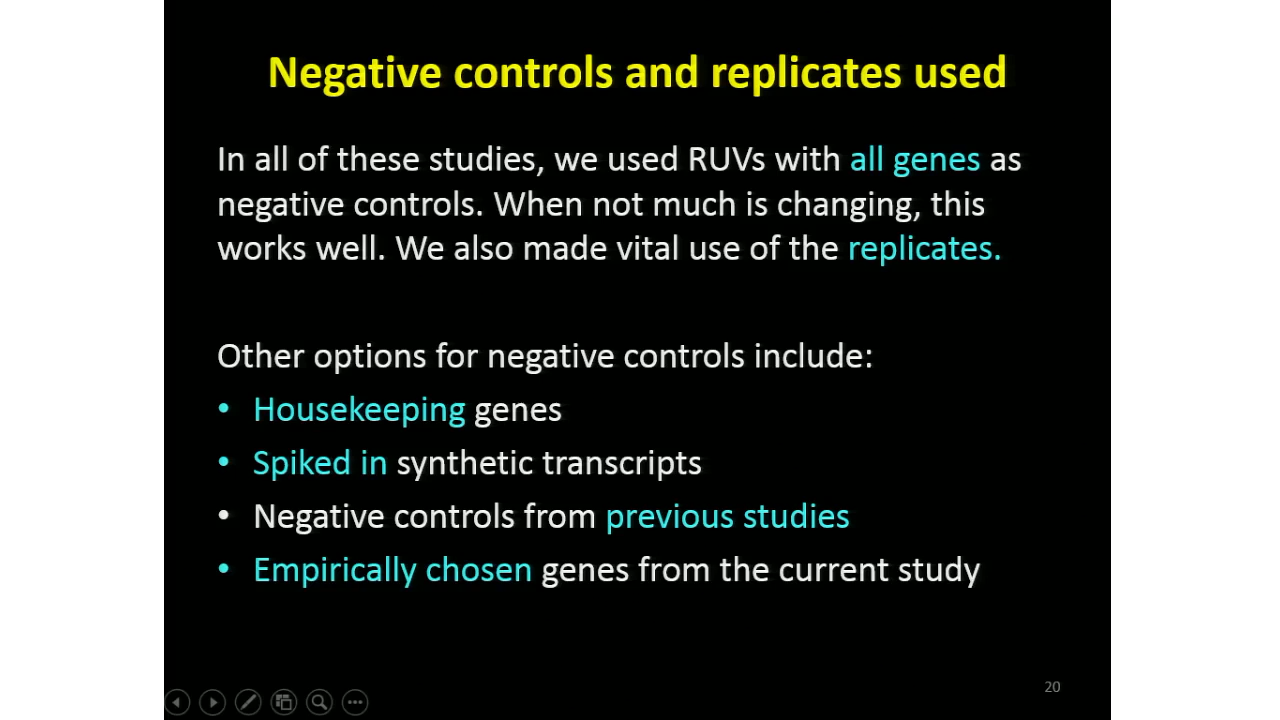 Negative controls and replicates used
In all of these studies, we used RUVs with all genes as
negative controls. When not much is changing, this
works well. We also made vital use of the replicates.
Other options for negative controls include:
• Housekeeping genes
• Spiked in synthetic transcripts
• Negative controls from previous studies
• Empirically chosen genes from the current study
20